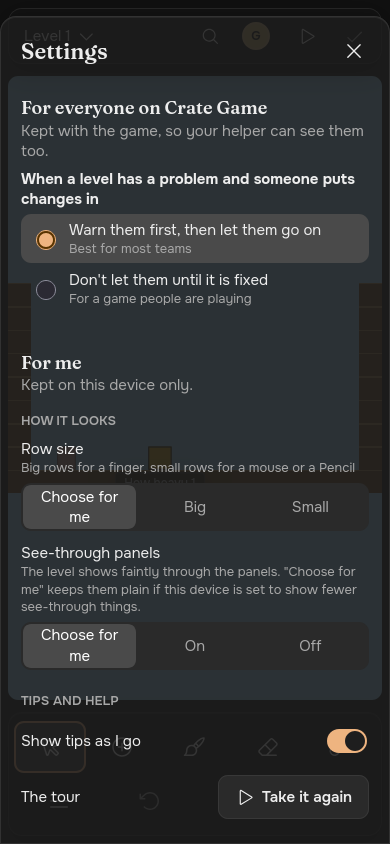 Level 1
G
Settings
For everyone on Crate Game
Kept with the game, so your helper can see them
too.
When a level has a problem and someone puts
changes in
Warn them first, then let them go on
Best for most teams
Don't let them until it is fixed
For a game people are playing
For me
Kept on this device only.
HOW IT LOOKS
Row size
Big rows for a finger, small rows for a mouse or a Pencil
How heavy 1
Choose for
me
Big
Small
See-through panels
The level shows faintly through the panels. "Choose for
me" keeps them plain if this device is set to show fewer
see-through things.
Choose for
me
On
Off
TIPS AND HELP
Show tips as I go
The tour
Take it again